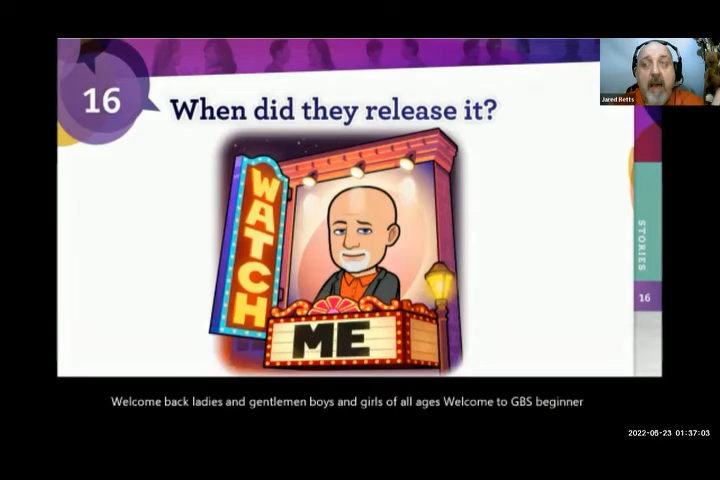 16
When did they release it?
WATCH
ME
Jared Betts
STORIES
16
Welcome back ladies and gentlemen boys and girls of all ages Welcome to GBS beginner
2022-05-23 01:37:03